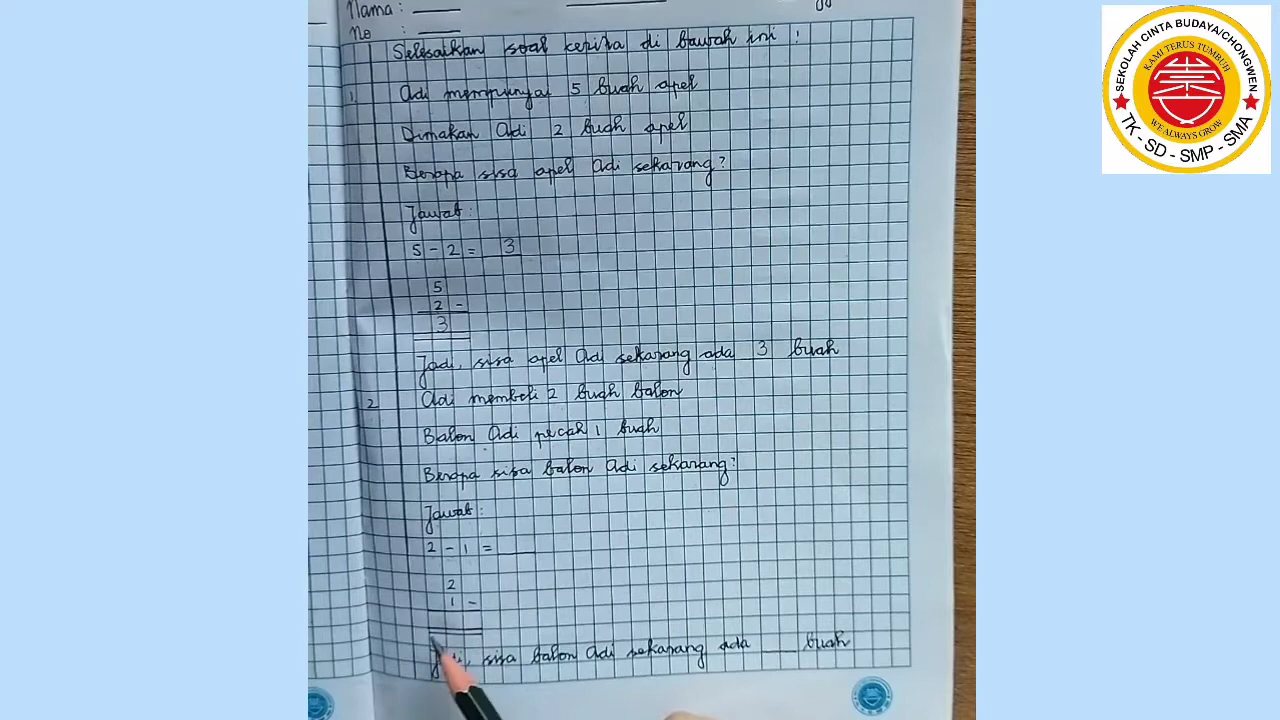 Nama :
No :
Selesaikan soal cerita di bawah ini !
1. Adi mempunyai 5 buah apel
Dimakan Adi 2 buah apel
Berapa sisa apel Adi sekarang?
Jawab :
5 - 2 = 3
5
2 -
3
Jadi, sisa apel Adi sekarang ada 3 buah
2 Adi membeli 2 buah balon
Balon Adi pecah 1 buah
Berapa sisa balon Adi sekarang?
Jawab :
2 - 1 =
2
1 -
Jadi, sisa balon Adi sekarang ada ___ buah
SEKOLAH CINTA BUDAYA/CHONGWEN
KAMI TERUS TUMBUH
WE ALWAYS GROW
TK - SD - SMP - SMA